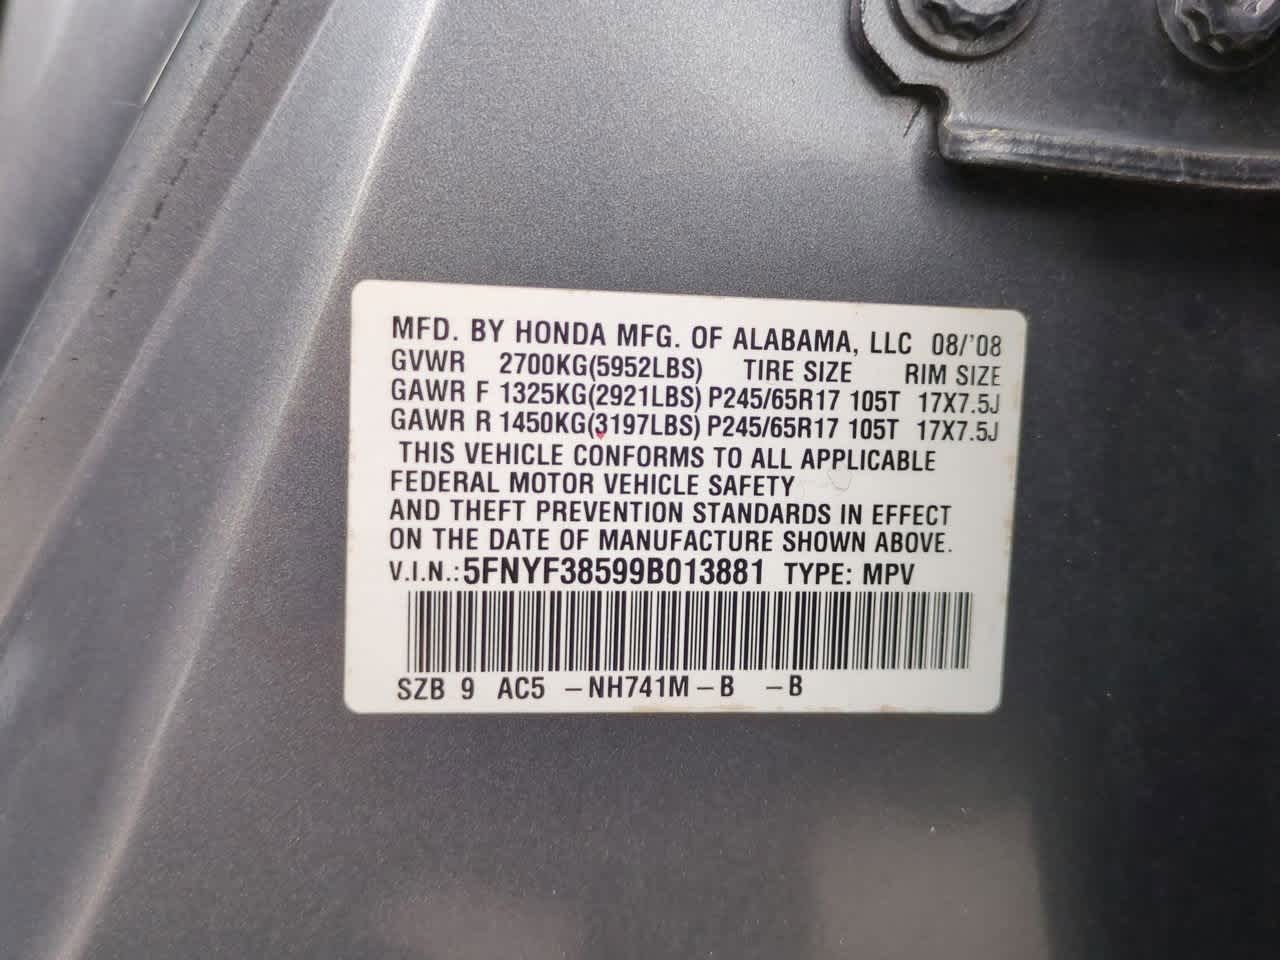 MFD. BY HONDA MFG. OF ALABAMA, LLC 08/'08
GVWR 2700KG(5952LBS) TIRE SIZE RIM SIZE
GAWR F 1325KG(2921LBS) P245/65R17 105T 17X7.5J
GAWR R 1450KG(3197LBS) P245/65R17 105T 17X7.5J
THIS VEHICLE CONFORMS TO ALL APPLICABLE
FEDERAL MOTOR VEHICLE SAFETY
AND THEFT PREVENTION STANDARDS IN EFFECT
ON THE DATE OF MANUFACTURE SHOWN ABOVE.
V.I.N.: 5FNYF38599B013881 TYPE: MPV
SZB 9 AC5 -NH741M-B -B